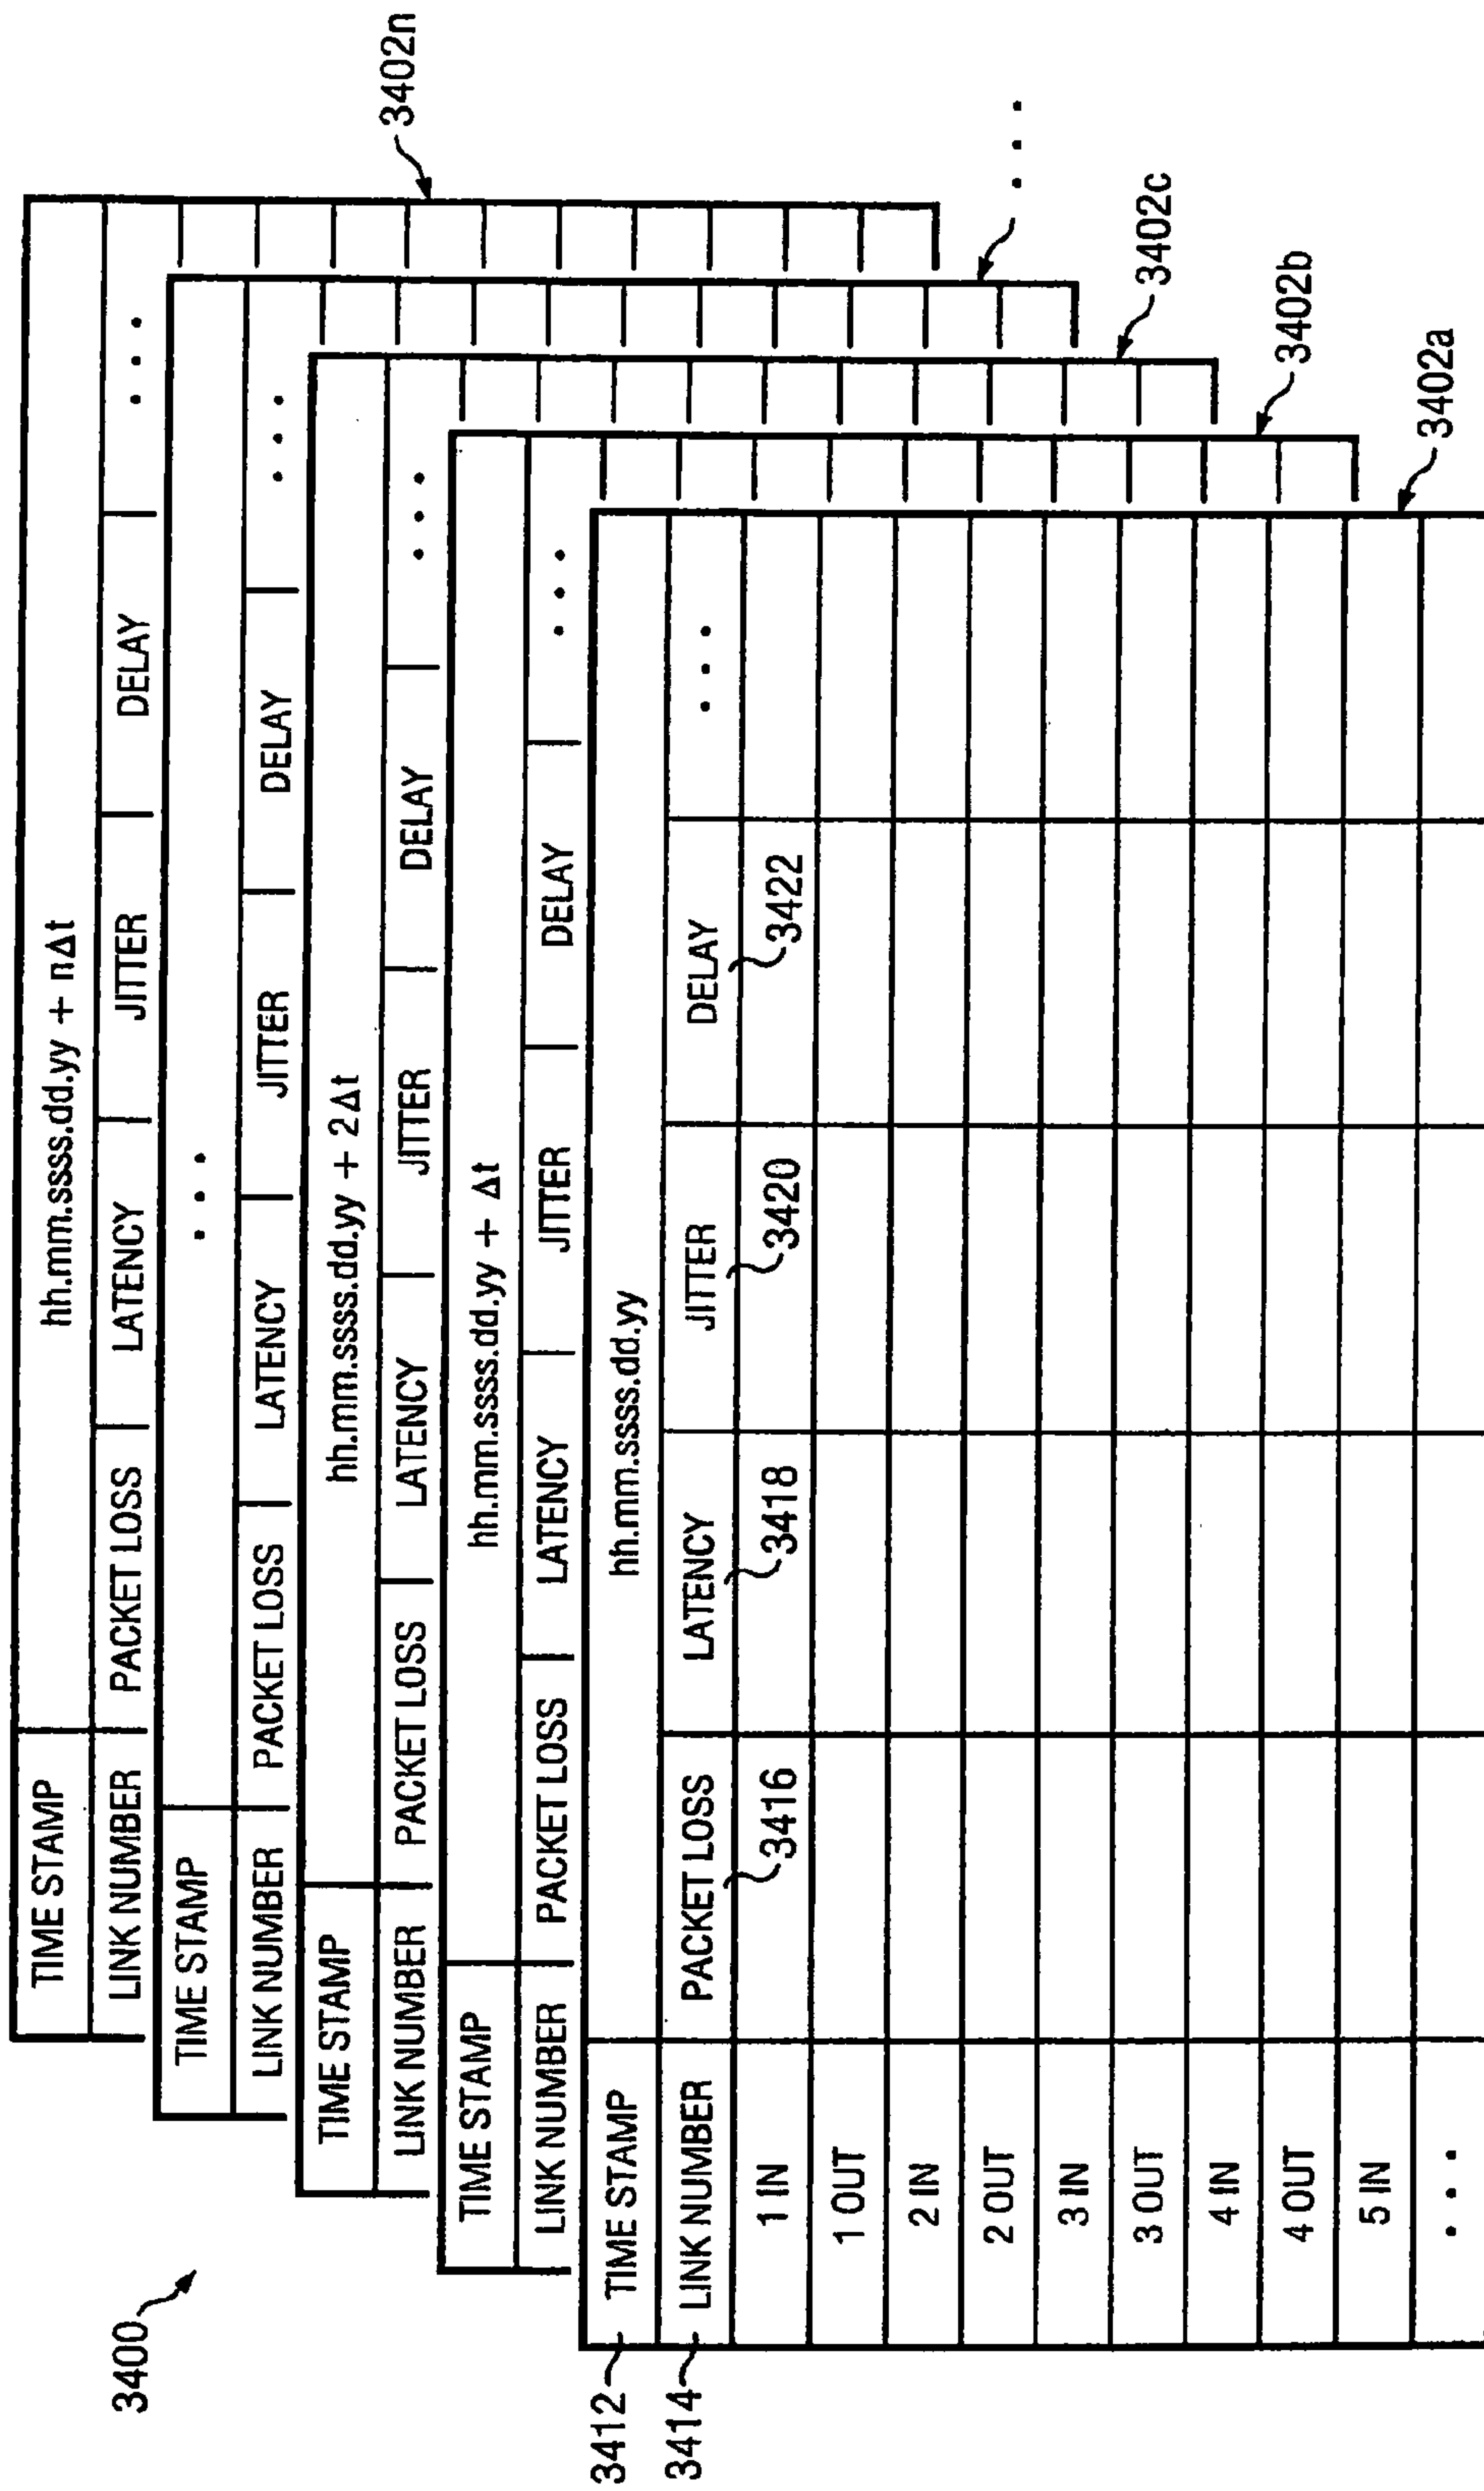 3400
TIME STAMP hh.mm.ssss.dd.yy + nΔt
LINK NUMBER PACKET LOSS LATENCY JITTER DELAY • • •
3402n
TIME STAMP • • •
LINK NUMBER PACKET LOSS LATENCY JITTER DELAY • • •
• • •
TIME STAMP hh.mm.ssss.dd.yy + 2Δt
LINK NUMBER PACKET LOSS LATENCY JITTER DELAY • • •
3402c
TIME STAMP hh.mm.ssss.dd.yy + Δt
LINK NUMBER PACKET LOSS LATENCY JITTER DELAY • • •
3402b
3412 TIME STAMP hh.mm.ssss.dd.yy
3414 LINK NUMBER PACKET LOSS LATENCY JITTER DELAY • • •
1 IN 3416 3418 3420 3422
1 OUT
2 IN
2 OUT
3 IN
3 OUT
4 IN
4 OUT
5 IN
3402a
• • •